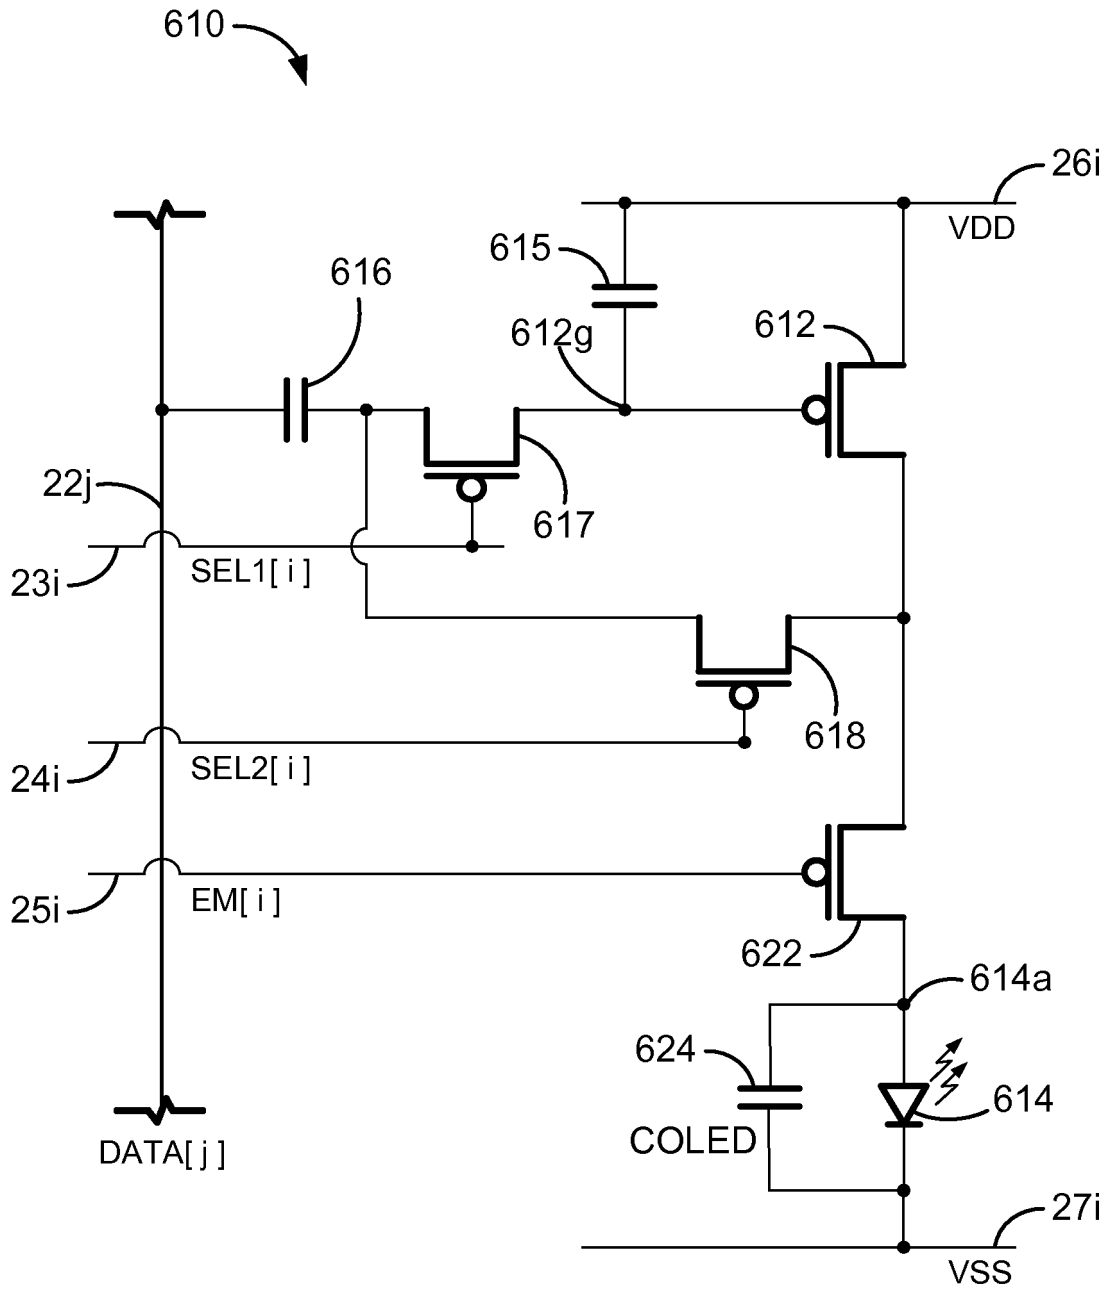 610
26i
VDD
615
616
612g
612
22j
617
23i
SEL1[ i ]
618
24i
SEL2[ i ]
25i
EM[ i ]
622
614a
624
614
COLED
DATA[ j ]
27i
VSS